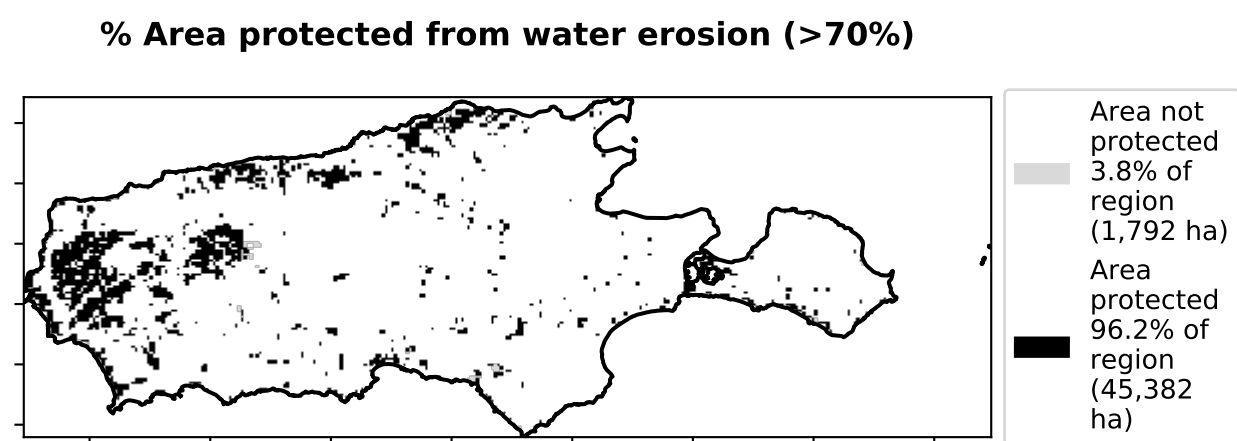 % Area protected from water erosion (>70%)
Area not
protected
3.8% of
region
(1,792 ha)
Area
protected
96.2% of
region
(45,382
ha)